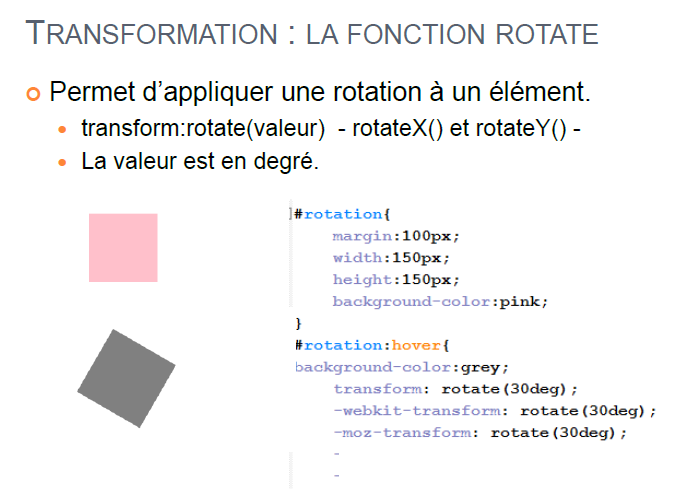 TRANSFORMATION : LA FONCTION ROTATE
Permet d’appliquer une rotation à un élément.
transform:rotate(valeur) - rotateX() et rotateY() -
La valeur est en degré.
#rotation{
margin:100px;
width:150px;
height:150px;
background-color:pink;
}
#rotation:hover{
background-color:grey;
transform: rotate(30deg);
-webkit-transform: rotate(30deg);
-moz-transform: rotate(30deg);
-
-